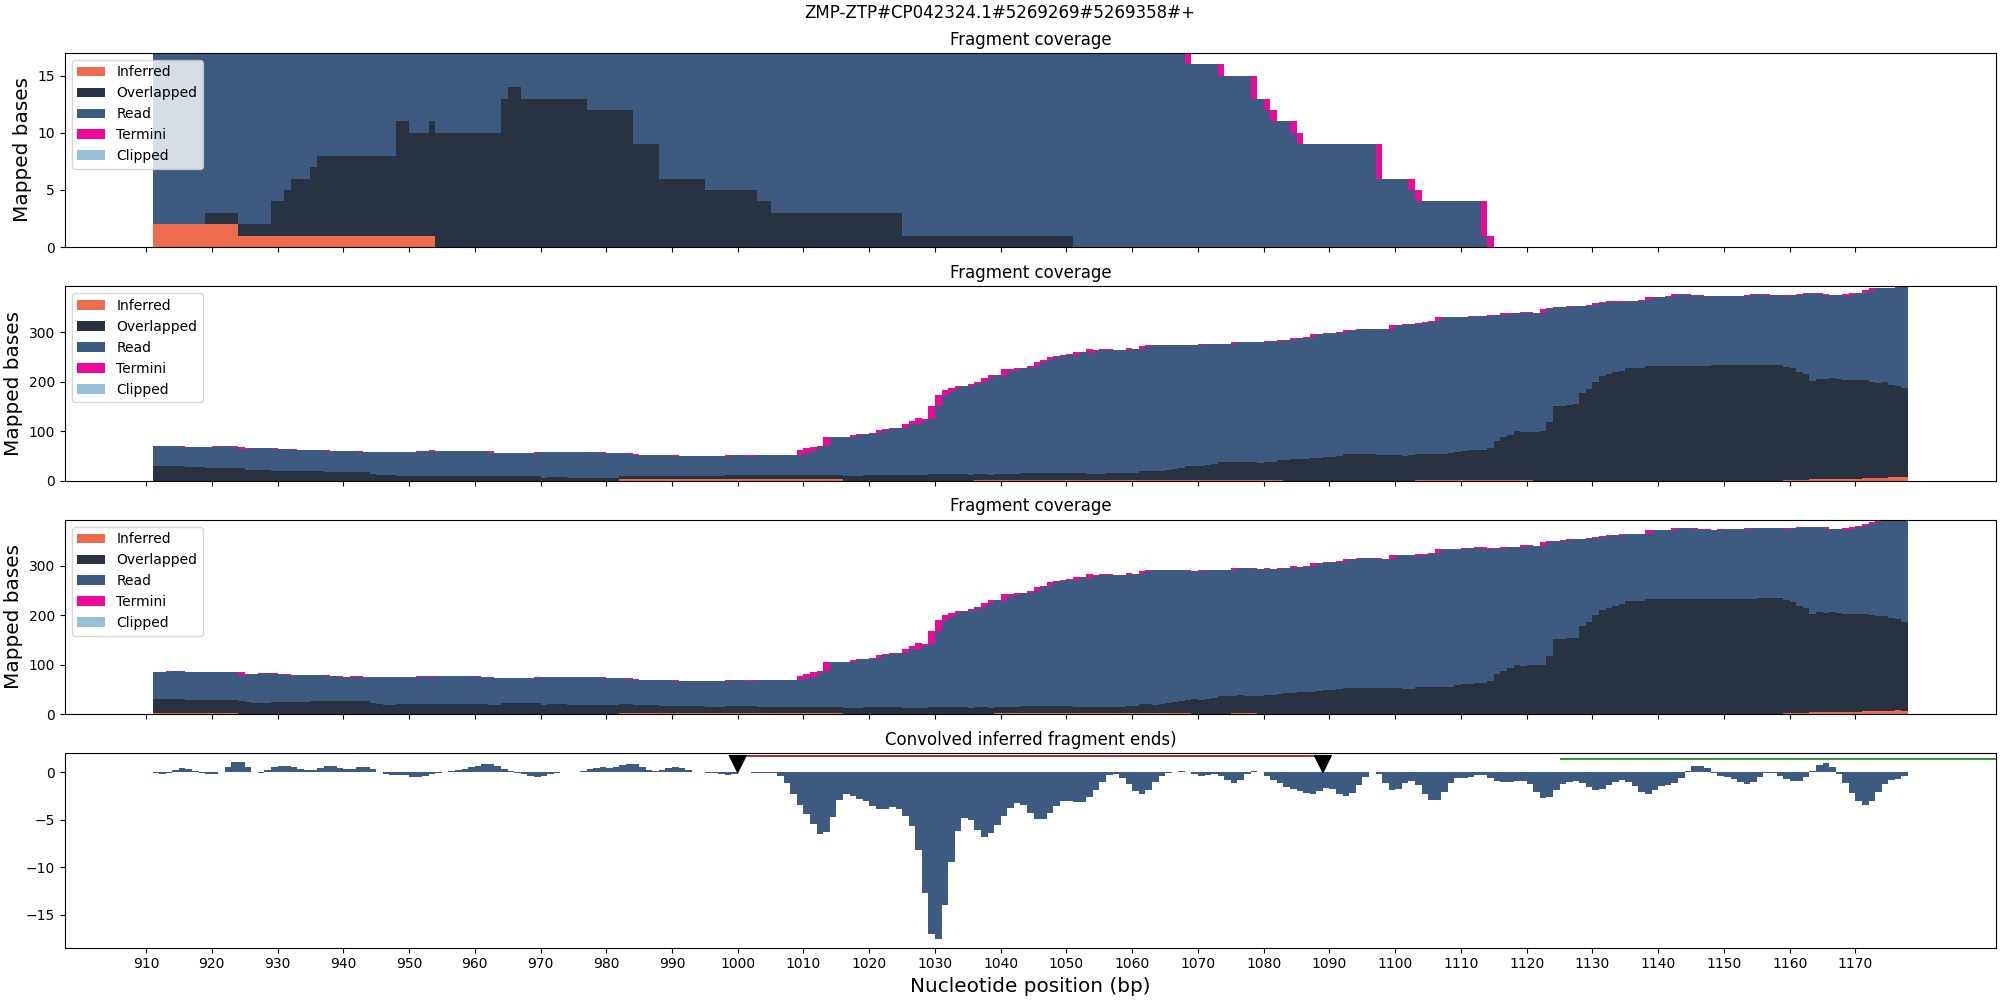 ZMP-ZTP#CP042324.1#5269269#5269358#+
Fragment coverage
Mapped bases
15
10
5
0
Inferred
Overlapped
Read
Termini
Clipped
Fragment coverage
Mapped bases
300
200
100
0
Inferred
Overlapped
Read
Termini
Clipped
Fragment coverage
Mapped bases
300
200
100
0
Inferred
Overlapped
Read
Termini
Clipped
Convolved inferred fragment ends)
0
−5
−10
−15
910 920 930 940 950 960 970 980 990 1000 1010 1020 1030 1040 1050 1060 1070 1080 1090 1100 1110 1120 1130 1140 1150 1160 1170
Nucleotide position (bp)